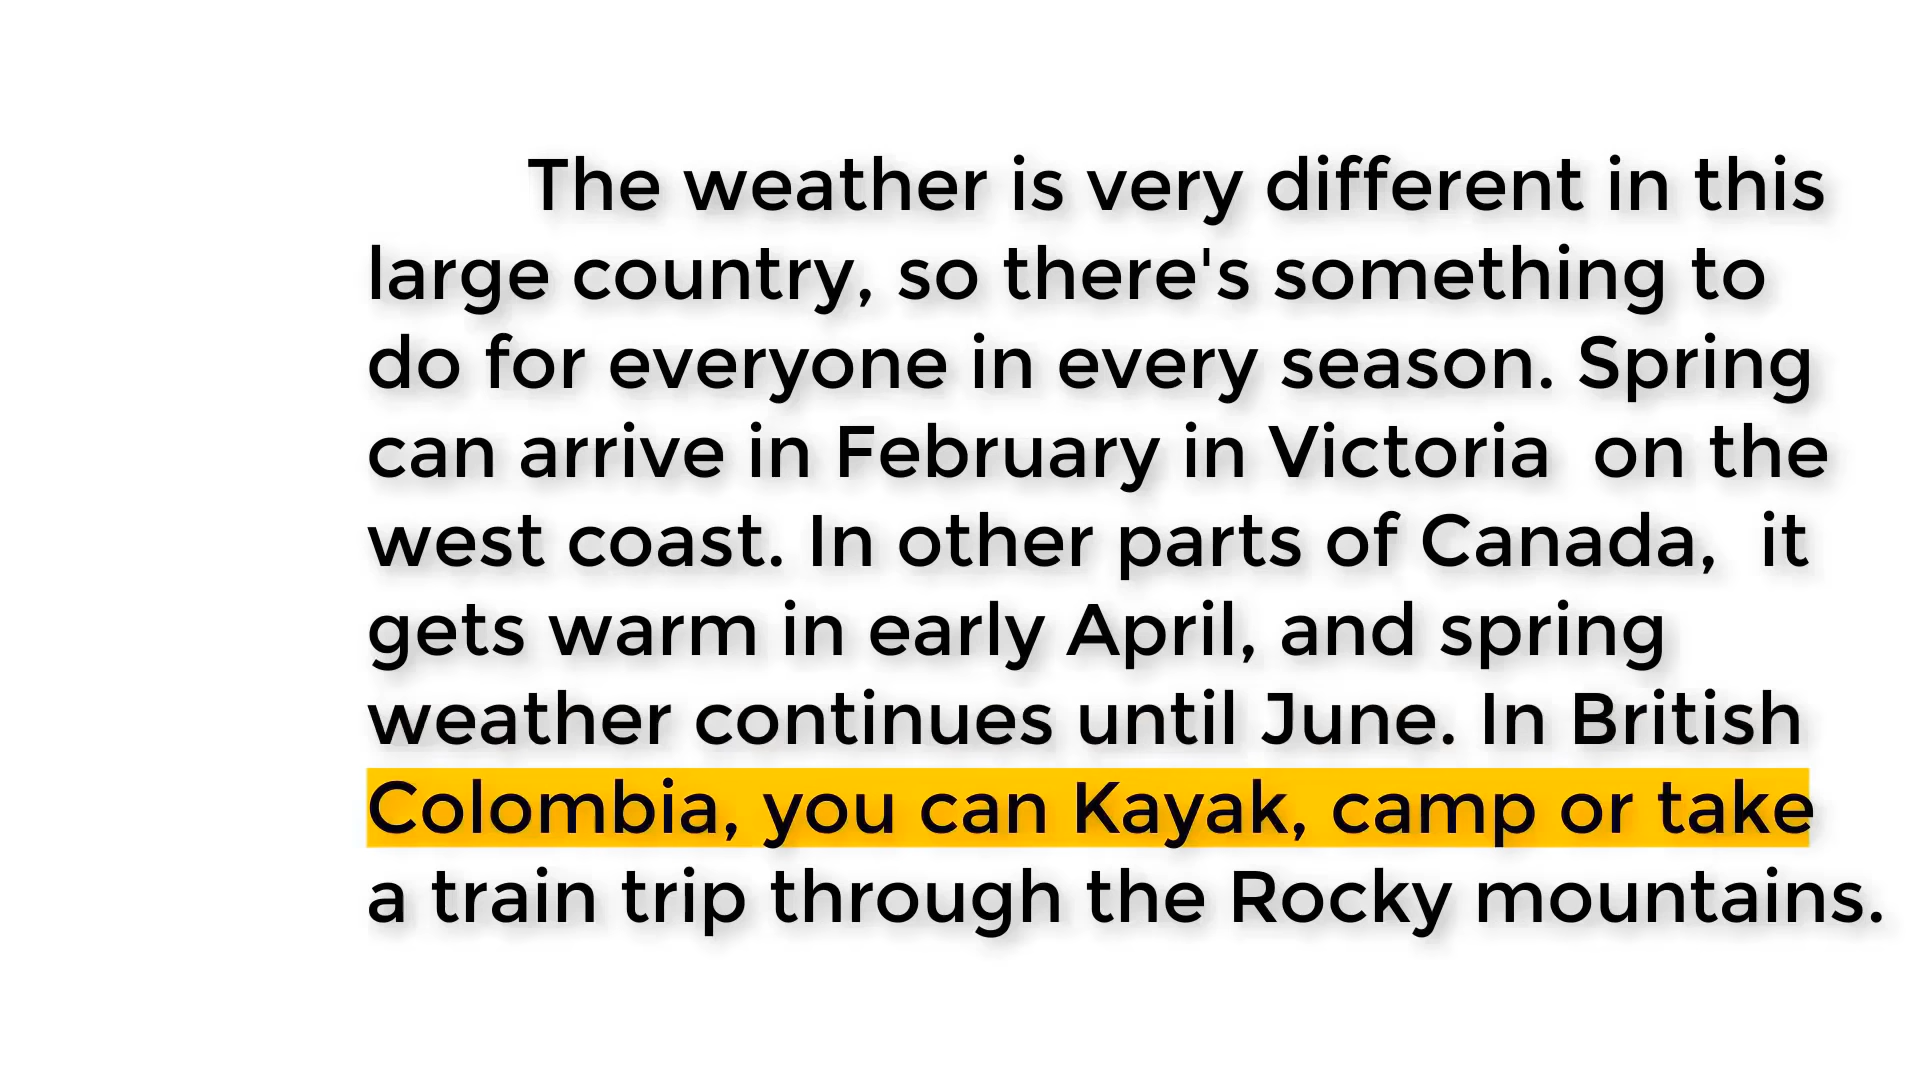 The weather is very different in this
large country, so there's something to
do for everyone in every season. Spring
can arrive in February in Victoria  on the
west coast. In other parts of Canada,  it
gets warm in early April, and spring
weather continues until June. In British
Colombia, you can Kayak, camp or take
a train trip through the Rocky mountains.